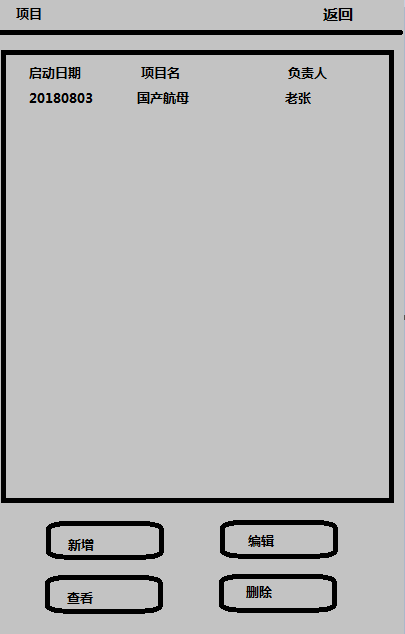 项目 返回
启动日期 项目名 负责人
20180803 国产航母 老张
新增 编辑
查看 删除